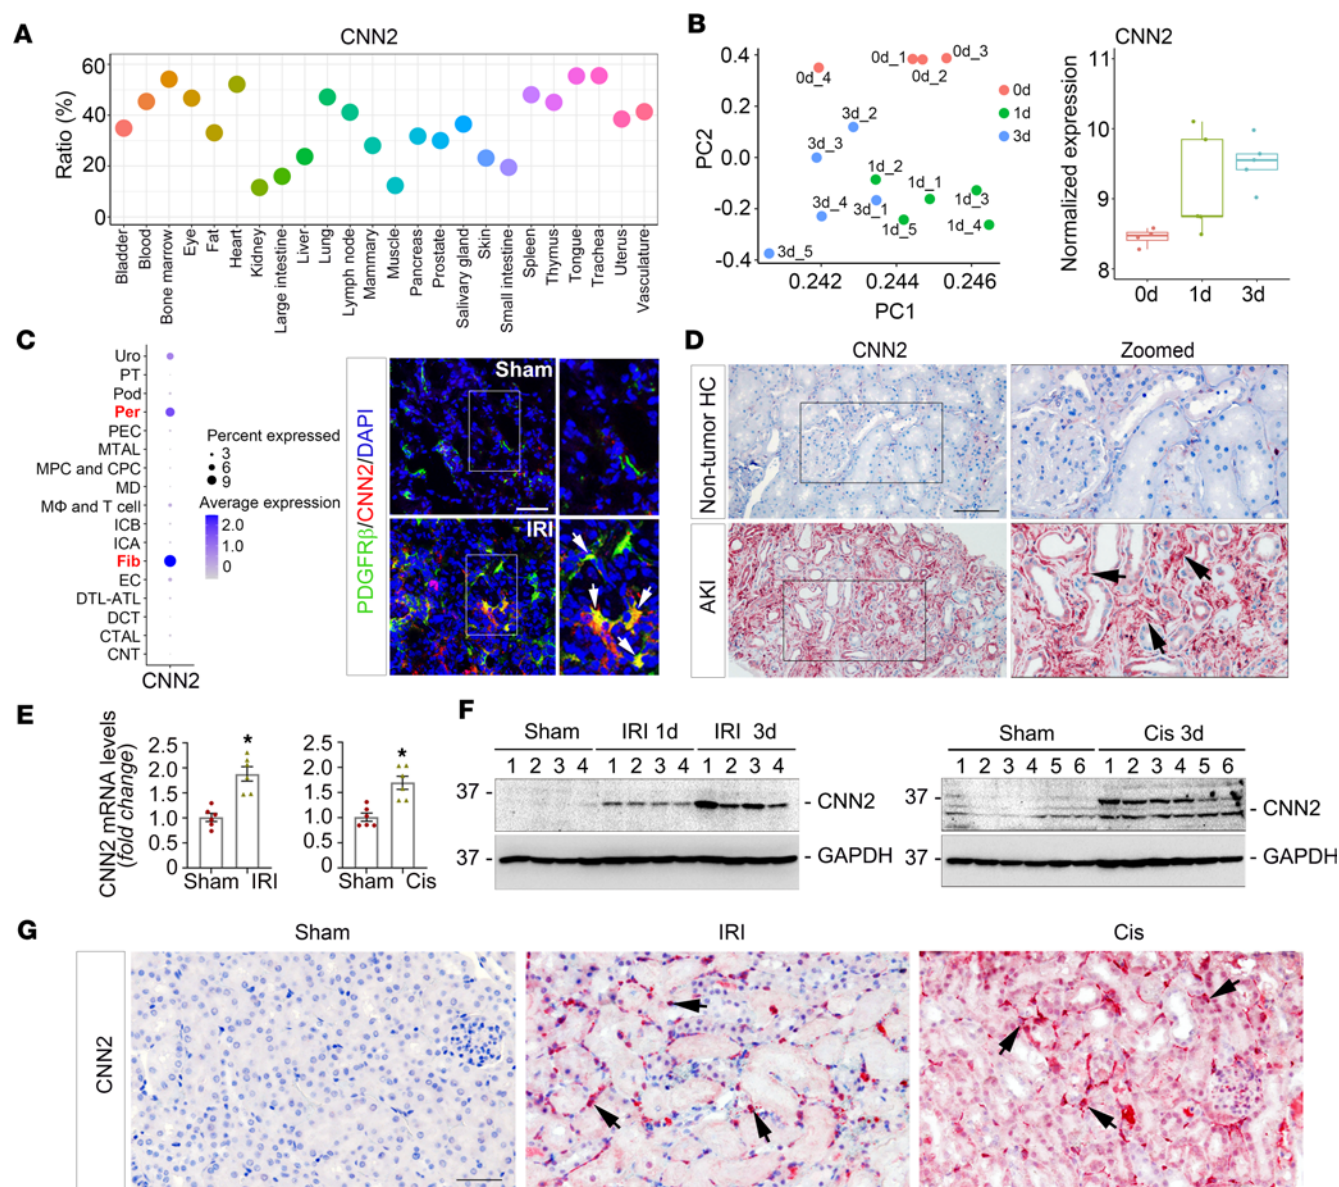 A
CNN2
Ratio (%)
60
40
20
0
Bladder
Blood
Bone marrow
Eye
Fat
Heart
Kidney
Large intestine
Liver
Lung
Lymph node
Mammary
Muscle
Pancreas
Prostate
Salivary gland
Skin
Small intestine
Spleen
Thymus
Tongue
Trachea
Uterus
Vasculature
B
PC2
0.4
0.2
0.0
-0.2
-0.4
0d_4
0d_1
0d_2
0d_3
3d_2
3d_3
3d_4
3d_1
3d_5
1d_2
1d_1
1d_3
1d_5
1d_4
0.242
0.244
0.246
PC1
0d
1d
3d
CNN2
Normalized expression
11
10
9
8
0d
1d
3d
C
Uro
PT
Pod
Per
PEC
MTAL
MPC and CPC
MD
MΦ and T cell
ICB
ICA
Fib
EC
DTL-ATL
DCT
CTAL
CNT
CNN2
Percent expressed
3
6
9
Average expression
2.0
1.0
0
PDGFRβ/CNN2/DAPI
Sham
IRI
D
CNN2
Zoomed
Non-tumor HC
AKI
E
CNN2 mRNA levels
(fold change)
2.5
2.0
1.5
1.0
0.5
0
*
Sham IRI
2.5
2.0
1.5
1.0
0.5
0
*
Sham Cis
F
Sham IRI 1d IRI 3d
1 2 3 4 1 2 3 4 1 2 3 4
37 -
- CNN2
37 -
- GAPDH
Sham Cis 3d
1 2 3 4 5 6 1 2 3 4 5 6
37 -
- CNN2
37 -
- GAPDH
G
Sham
IRI
Cis
CNN2